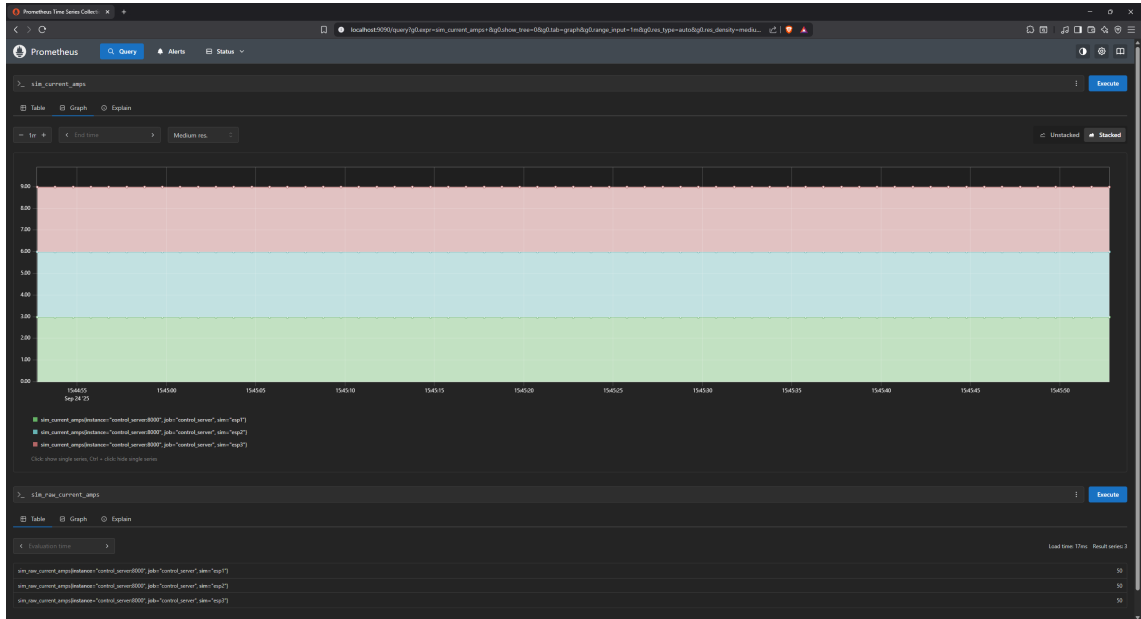 Prometheus Time Series Collecti × +
localhost:9090/query?g0.expr=sim_current_amps+&g0.show_tree=0&g0.tab=graph&g0.range_input=1m&g0.res_type=auto&g0.res_density=mediu...
Prometheus Query Alerts Status
>_ sim_current_amps Execute
Table Graph Explain
− 1m + < End time > Medium res. Unstacked Stacked
9.00
8.00
7.00
6.00
5.00
4.00
3.00
2.00
1.00
0.00
15:44:55 15:45:00 15:45:05 15:45:10 15:45:15 15:45:20 15:45:25 15:45:30 15:45:35 15:45:40 15:45:45 15:45:50
Sep 24 '25
sim_current_amps{instance="control_server:8000", job="control_server", sim="esp1"}
sim_current_amps{instance="control_server:8000", job="control_server", sim="esp2"}
sim_current_amps{instance="control_server:8000", job="control_server", sim="esp3"}
Click: show single series, Ctrl + click: hide single series
>_ sim_raw_current_amps Execute
Table Graph Explain
< Evaluation time > Load time: 17ms Result series: 3
sim_raw_current_amps{instance="control_server:8000", job="control_server", sim="esp1"} 50
sim_raw_current_amps{instance="control_server:8000", job="control_server", sim="esp2"} 50
sim_raw_current_amps{instance="control_server:8000", job="control_server", sim="esp3"} 50